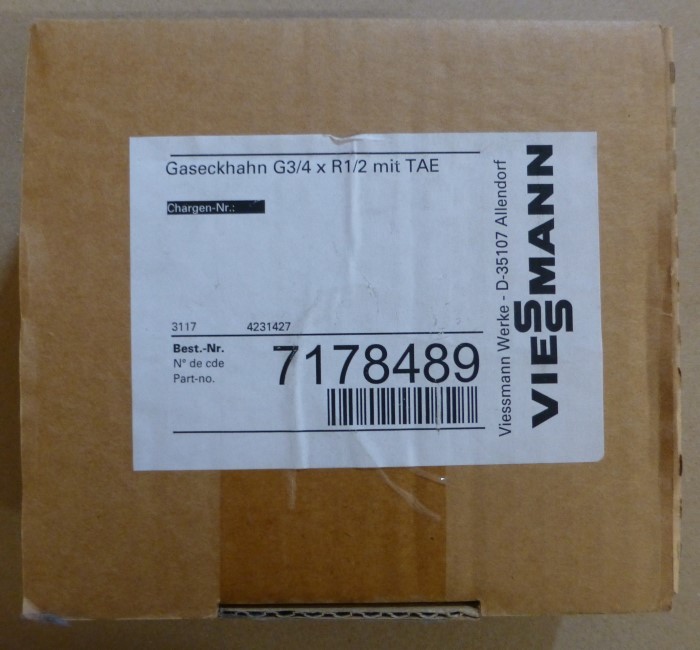 Gaseckhahn G3/4 x R1/2 mit TAE
Chargen-Nr.:
3117 4231427
Best.-Nr.
N° de cde
Part-no.
7178489
Viessmann Werke - D-35107 Allendorf
VIESSMANN